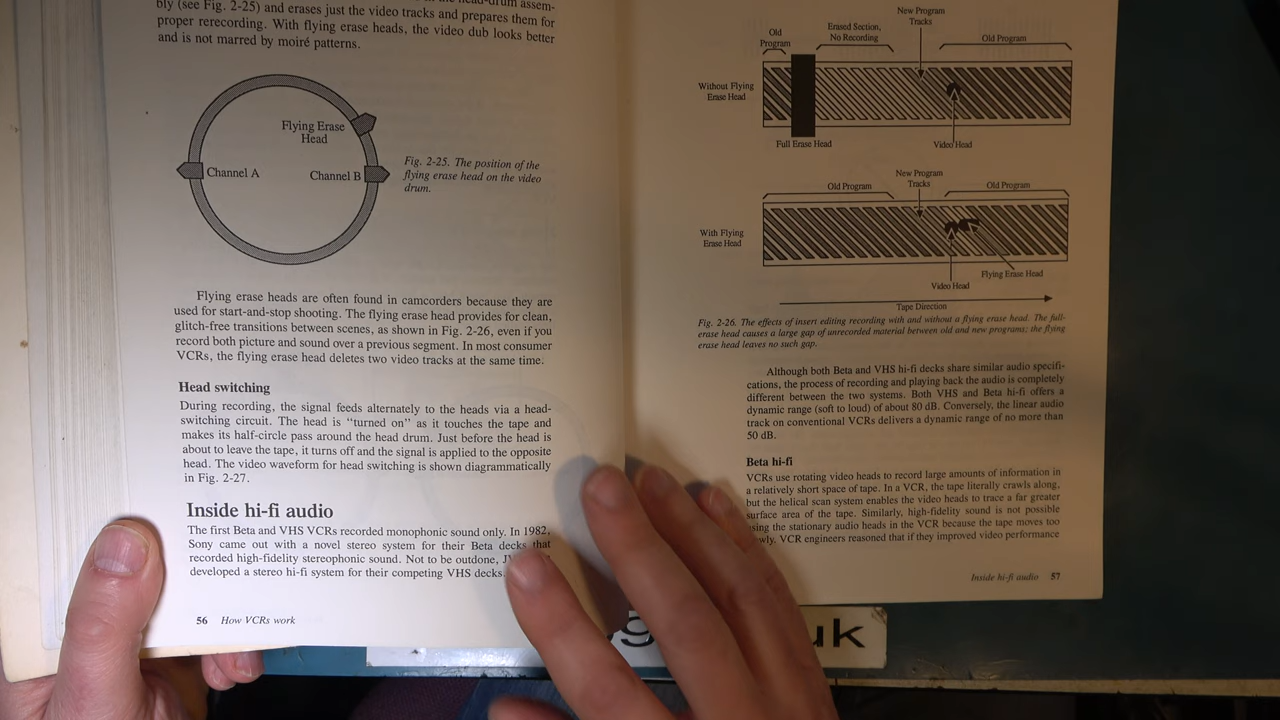 bly (see Fig. 2-25) and erases just the video tracks and prepares them for
proper rerecording. With flying erase heads, the video dub looks better
and is not marred by moiré patterns.
Flying Erase
Head
Channel A
Channel B
Fig. 2-25. The position of the
flying erase head on the video
drum.
Flying erase heads are often found in camcorders because they are
used for start-and-stop shooting. The flying erase head provides for clean,
glitch-free transitions between scenes, as shown in Fig. 2-26, even if you
record both picture and sound over a previous segment. In most consumer
VCRs, the flying erase head deletes two video tracks at the same time.
Head switching
During recording, the signal feeds alternately to the heads via a head-
switching circuit. The head is “turned on” as it touches the tape and
makes its half-circle pass around the head drum. Just before the head is
about to leave the tape, it turns off and the signal is applied to the opposite
head. The video waveform for head switching is shown diagrammatically
in Fig. 2-27.
Inside hi-fi audio
The first Beta and VHS VCRs recorded monophonic sound only. In 1982,
Sony came out with a novel stereo system for their Beta decks that
recorded high-fidelity stereophonic sound. Not to be outdone,
developed a stereo hi-fi system for their competing VHS decks.
56 How VCRs work
New Program
Tracks
Old
Program
Erased Section,
No Recording
Old Program
Without Flying
Erase Head
Full Erase Head
Video Head
New Program
Tracks
Old Program
Old Program
With Flying
Erase Head
Flying Erase Head
Video Head
Tape Direction
Fig. 2-26. The effects of insert editing recording with and without a flying erase head. The full-
erase head causes a large gap of unrecorded material between old and new programs; the flying
erase head leaves no such gap.
Although both Beta and VHS hi-fi decks share similar audio specifi-
cations, the process of recording and playing back the audio is completely
different between the two systems. Both VHS and Beta hi-fi offers a
dynamic range (soft to loud) of about 80 dB. Conversely, the linear audio
track on conventional VCRs delivers a dynamic range of no more than
50 dB.
Beta hi-fi
VCRs use rotating video heads to record large amounts of information in
a relatively short space of tape. In a VCR, the tape literally crawls along,
but the helical scan system enables the video heads to trace a far greater
surface area of the tape. Similarly, high-fidelity sound is not possible
using the stationary audio heads in the VCR because the tape moves too
VCR engineers reasoned that if they improved video performance
Inside hi-fi audio 57
uk